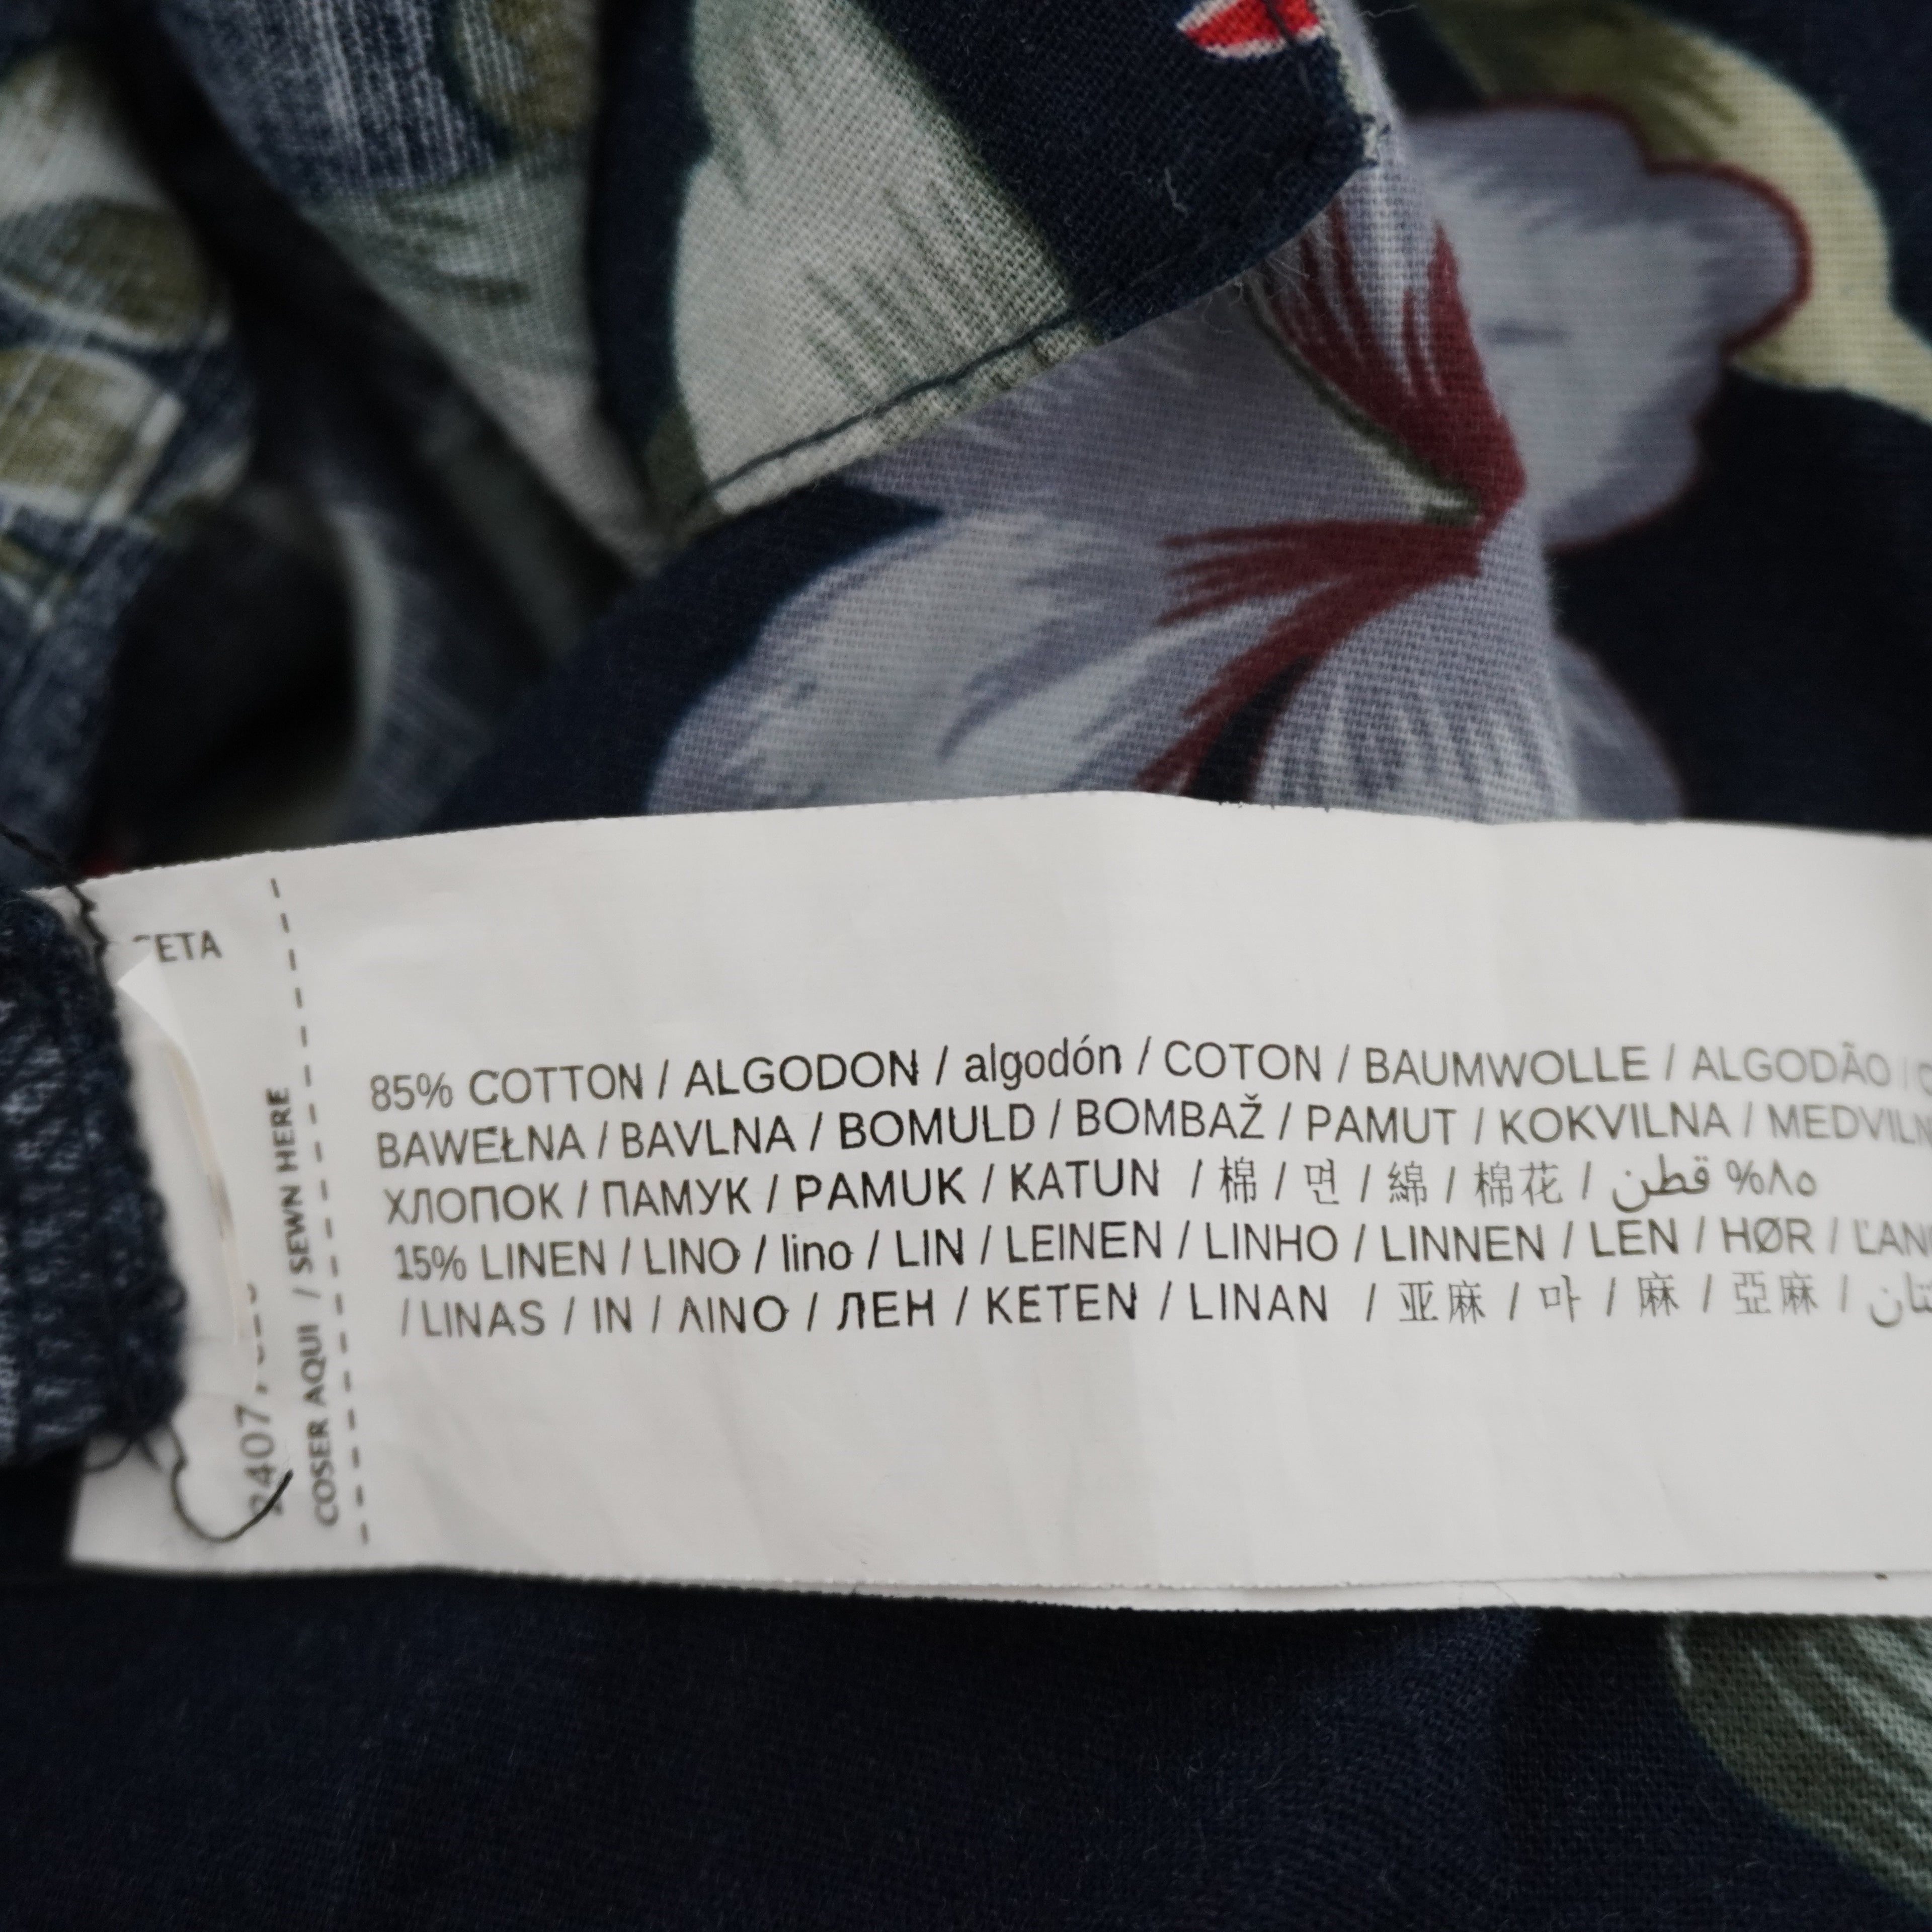 85% COTTON / ALGODON / algodón / COTON / BAUMWOLLE / ALGODÃO /
BAWEŁNA / BAVLNA / BOMULD / BOMBAŽ / PAMUT / KOKVILNA /
ХЛОПОК / ПАМУК / PAMUK / KATUN / 棉 / 면 / 綿 / 棉花 / قطن %٨٥
15% LINEN / LINO / lino / LIN / LEINEN / LINHO / LINNEN / LEN / HØR /
/ LINAS / IN / ΛΙΝΟ / ЛЕН / KETEN / LINAN / 亚麻 / 마 / 麻 / 亞麻 /
COSER AQUI / SEWN HERE